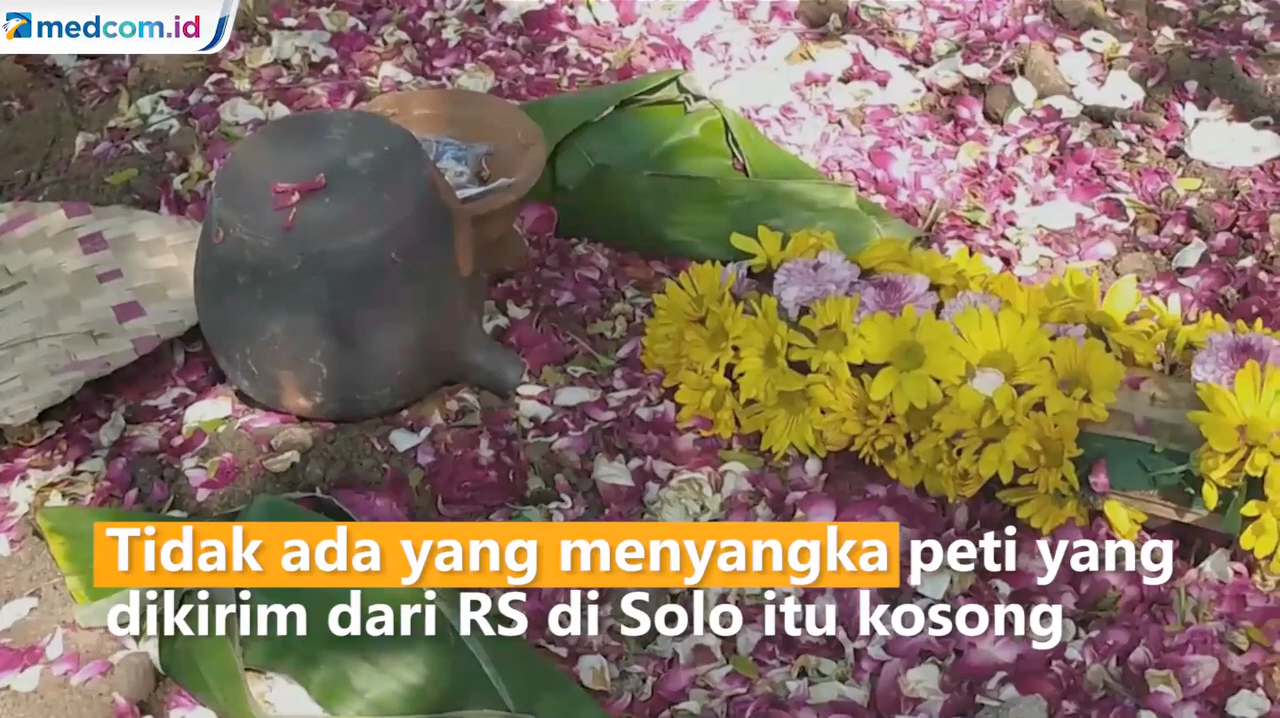 medcom.id
Tidak ada yang menyangka peti yang
dikirim dari RS di Solo itu kosong